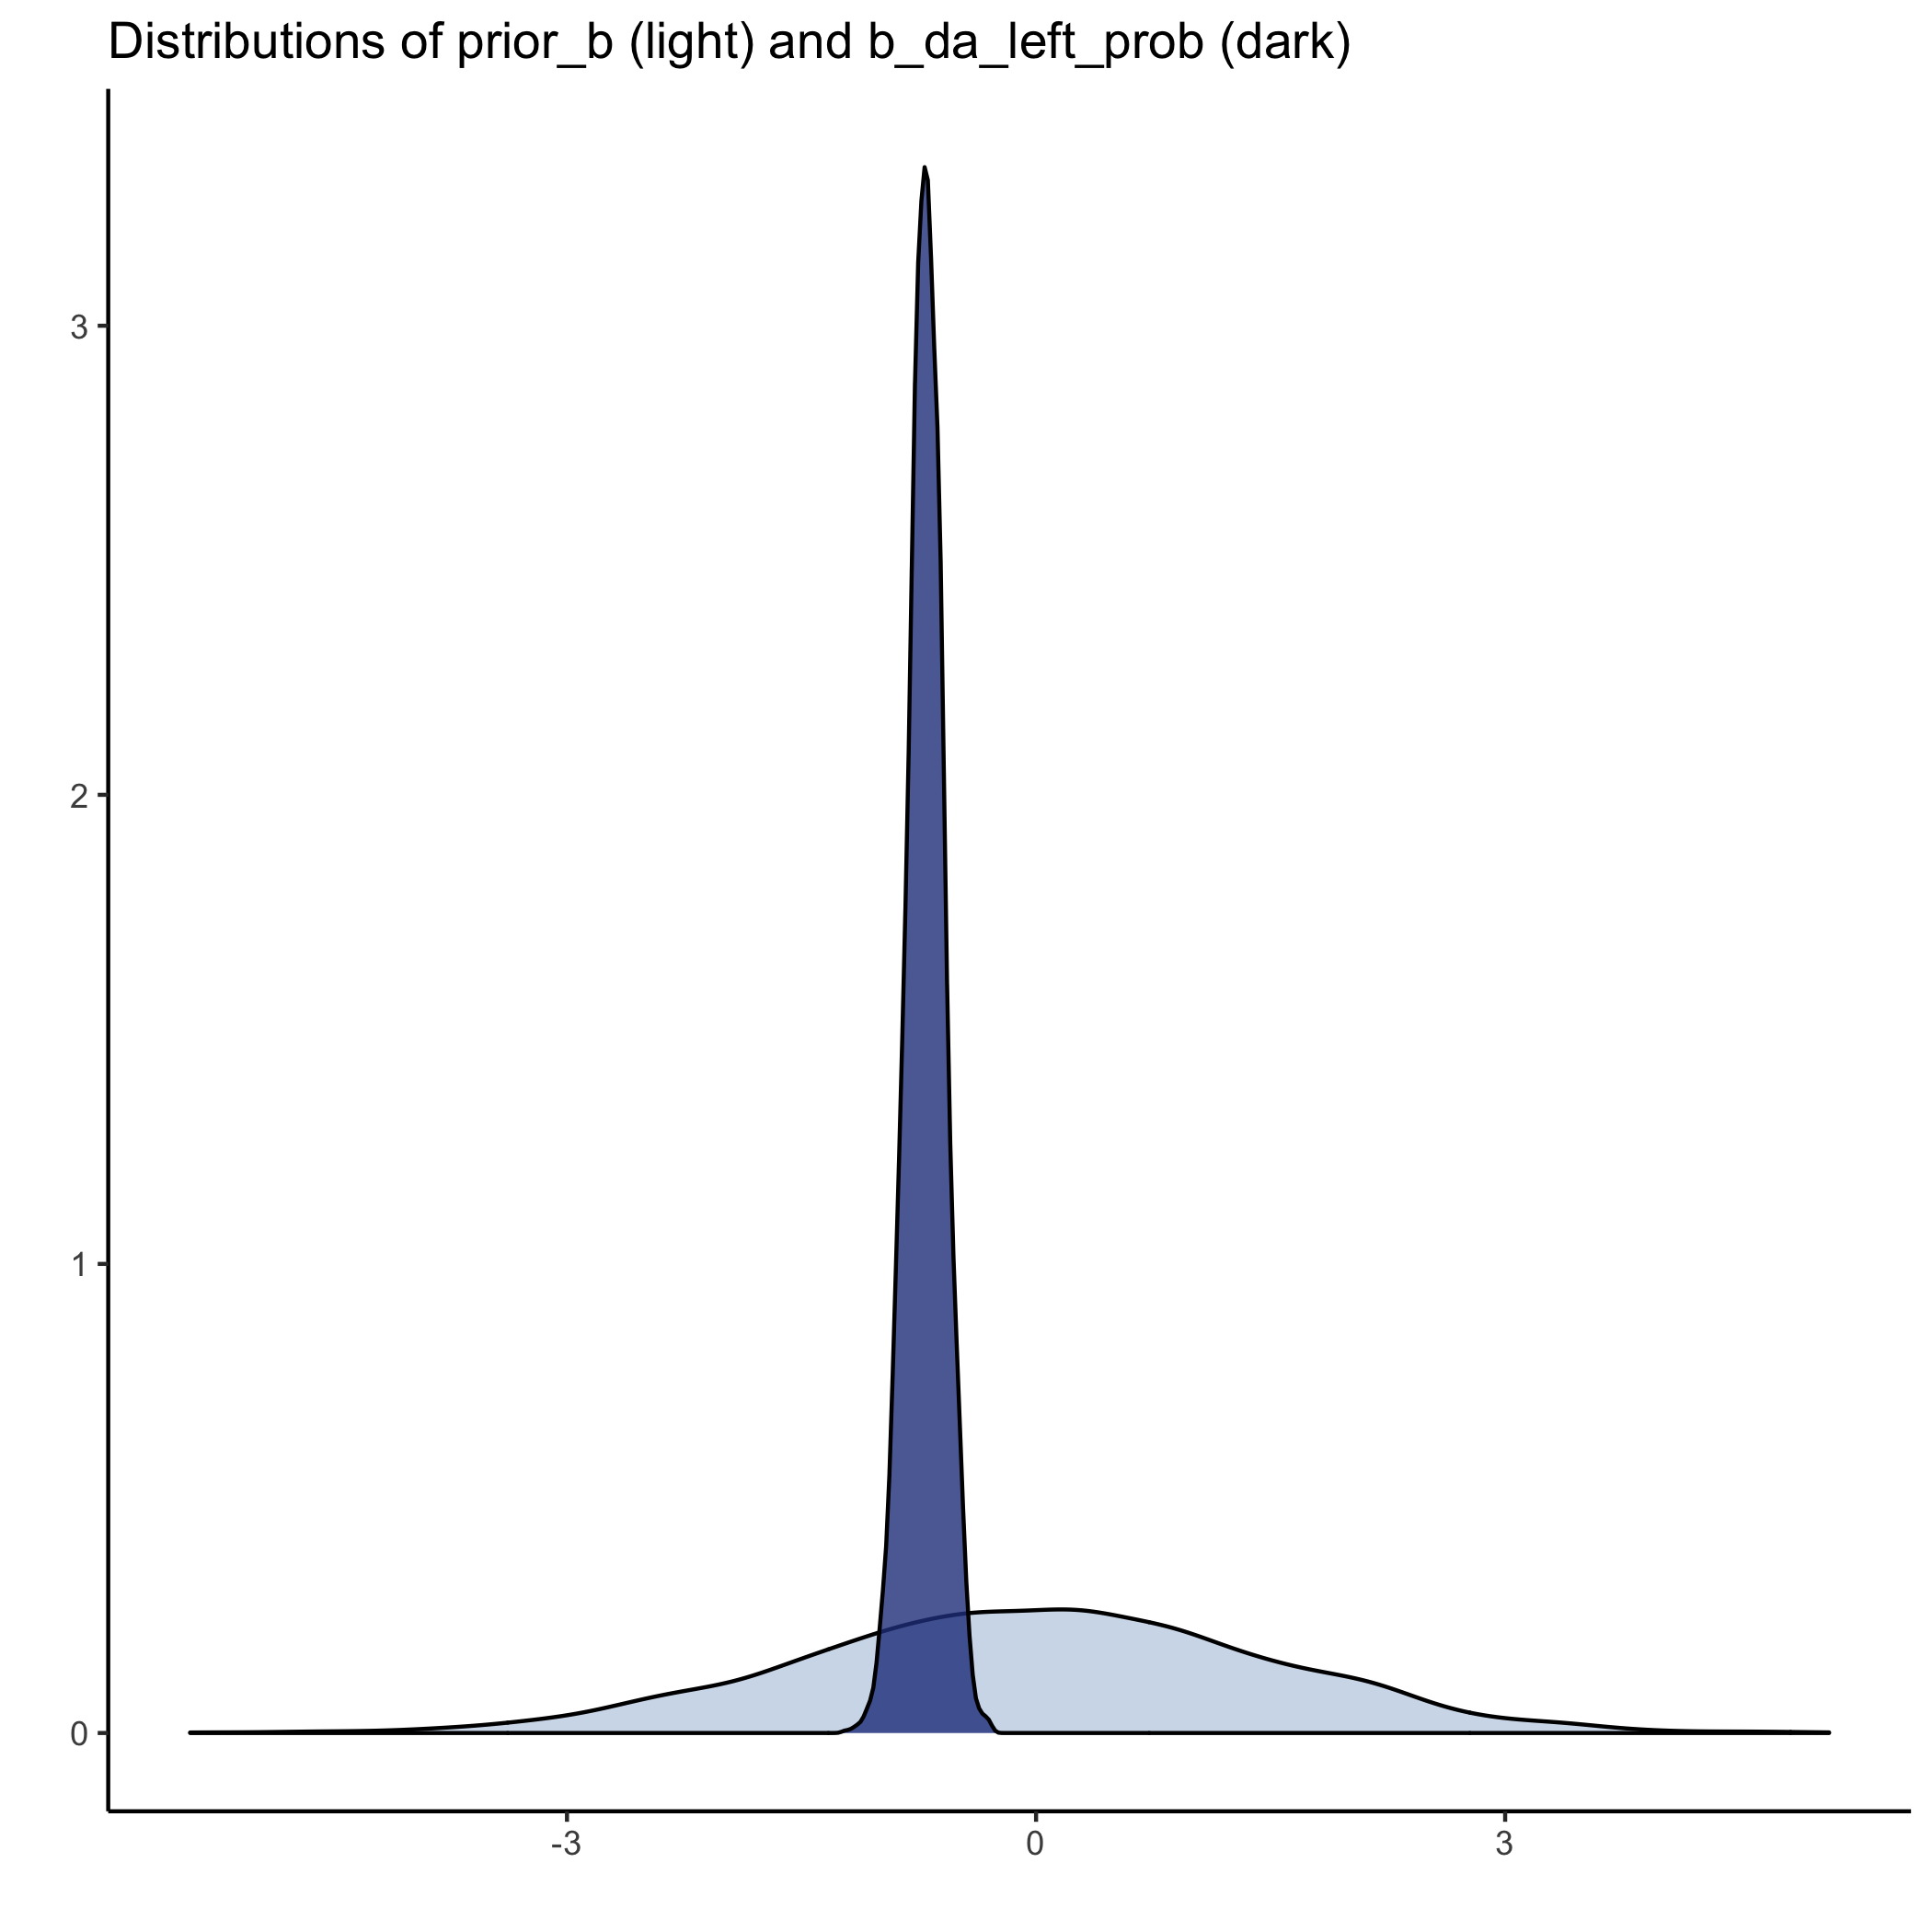 Distributions of prior_b (light) and b_da_left_prob (dark)
3
2
1
0
-3 0 3